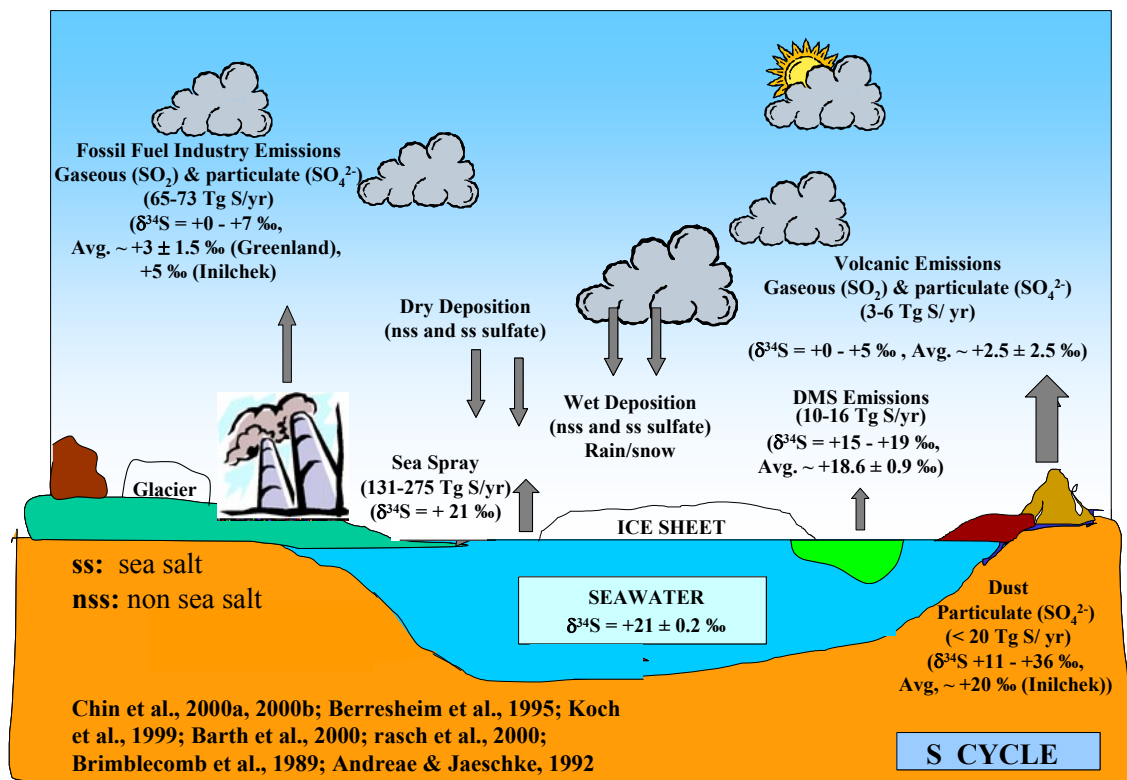 Fossil Fuel Industry Emissions
Gaseous (SO₂) & particulate (SO₄²⁻)
(65-73 Tg S/yr)
(δ³⁴S = +0 - +7 ‰,
Avg. ~ +3 ± 1.5 ‰ (Greenland),
+5 ‰ (Inilchek)
Dry Deposition
(nss and ss sulfate)
Wet Deposition
(nss and ss sulfate)
Rain/snow
Volcanic Emissions
Gaseous (SO₂) & particulate (SO₄²⁻)
(3-6 Tg S/ yr)
(δ³⁴S = +0 - +5 ‰ , Avg. ~ +2.5 ± 2.5 ‰)
DMS Emissions
(10-16 Tg S/yr)
(δ³⁴S = +15 - +19 ‰,
Avg. ~ +18.6 ± 0.9 ‰)
Sea Spray
(131-275 Tg S/yr)
(δ³⁴S = + 21 ‰)
Glacier
ICE SHEET
ss: sea salt
nss: non sea salt
SEAWATER
δ³⁴S = +21 ± 0.2 ‰
Dust
Particulate (SO₄²⁻)
(< 20 Tg S/ yr)
(δ³⁴S +11 - +36 ‰,
Avg, ~ +20 ‰ (Inilchek))
Chin et al., 2000a, 2000b; Berresheim et al., 1995; Koch
et al., 1999; Barth et al., 2000; rasch et al., 2000;
Brimblecomb et al., 1989; Andreae & Jaeschke, 1992
S CYCLE